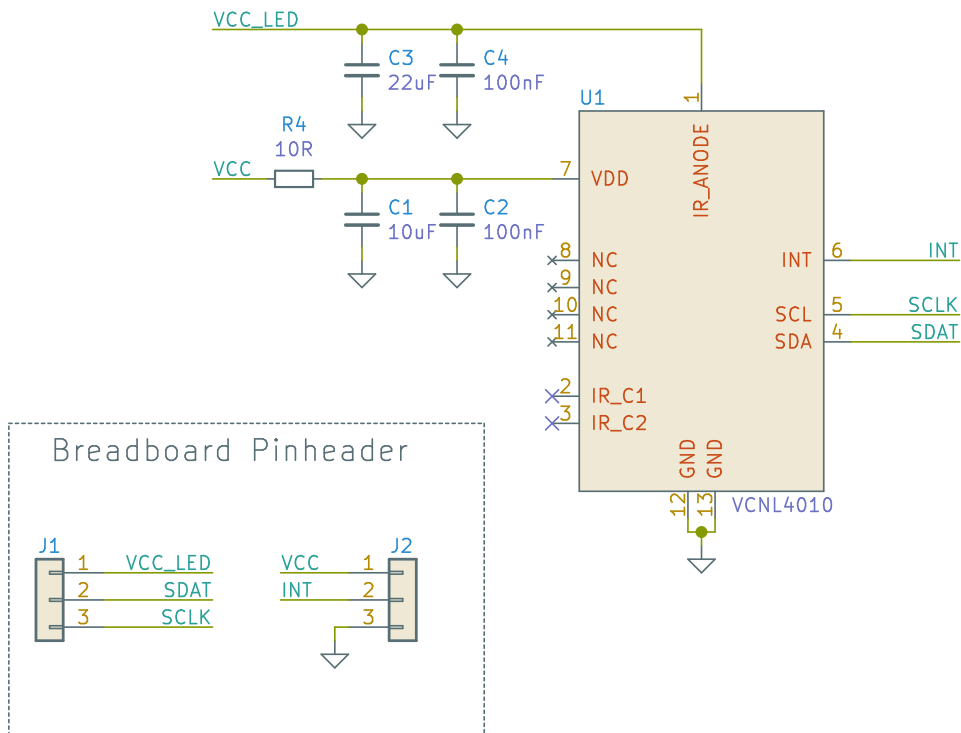 VCC_LED
C3
22uF
C4
100nF
R4
10R
VCC
C1
10uF
C2
100nF
U1
1
IR_ANODE
7 VDD
8 NC
9 NC
10 NC
11 NC
2 IR_C1
3 IR_C2
INT 6 INT
SCL 5 SCLK
SDA 4 SDAT
GND GND
12 13
VCNL4010
Breadboard Pinheader
J1
1 VCC_LED
2 SDAT
3 SCLK
J2
VCC 1
INT 2
3